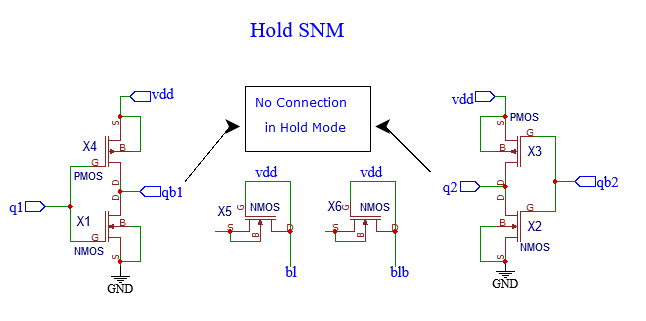 Hold SNM
vdd
S
B
X4
G
PMOS
D
q1
qb1
D
X1
B
G
NMOS
S
GND
No Connection
in Hold Mode
vdd
G
X5
NMOS
S
B
D
bl
vdd
G
X6
NMOS
S
B
D
blb
vdd
S
PMOS
G
B
X3
D
q2
qb2
D
G
B
X2
NMOS
S
GND